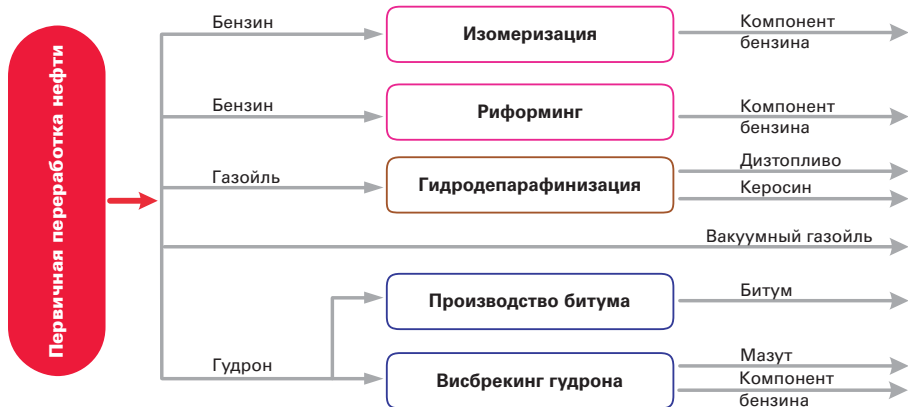 Первичная переработка нефти
Бензин
Изомеризация
Компонент
бензина
Бензин
Риформинг
Компонент
бензина
Газойль
Гидродепарафинизация
Дизтопливо
Керосин
Вакуумный газойль
Производство битума
Битум
Гудрон
Висбрекинг гудрона
Мазут
Компонент
бензина